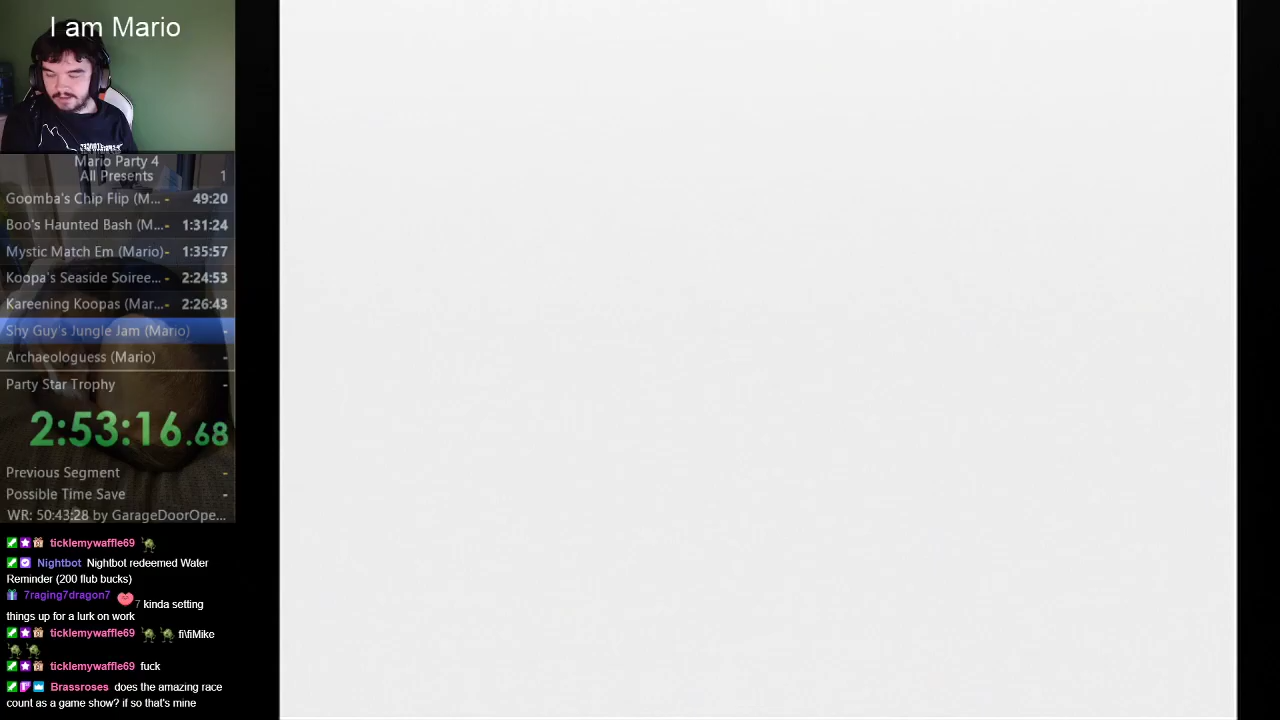 I am Mario
Mario Party 4
All Presents 1
Goomba's Chip Flip (M... - 49:20
Boo's Haunted Bash (M... - 1:31:24
Mystic Match Em (Mario) - 1:35:57
Koopa's Seaside Soiree... - 2:24:53
Kareening Koopas (Mar... - 2:26:43
Shy Guy's Jungle Jam (Mario) -
Archaeologuess (Mario) -
Party Star Trophy -
2:53:16.68
Previous Segment -
Possible Time Save -
WR: 50:43:28 by GarageDoorOpe...
ticklemywaffle69
Nightbot Nightbot redeemed Water
Reminder (200 flub bucks)
7raging7dragon7 7 kinda setting
things up for a lurk on work
ticklemywaffle69 fi\fiMike
ticklemywaffle69 fuck
Brassroses does the amazing race
count as a game show? if so that's mine